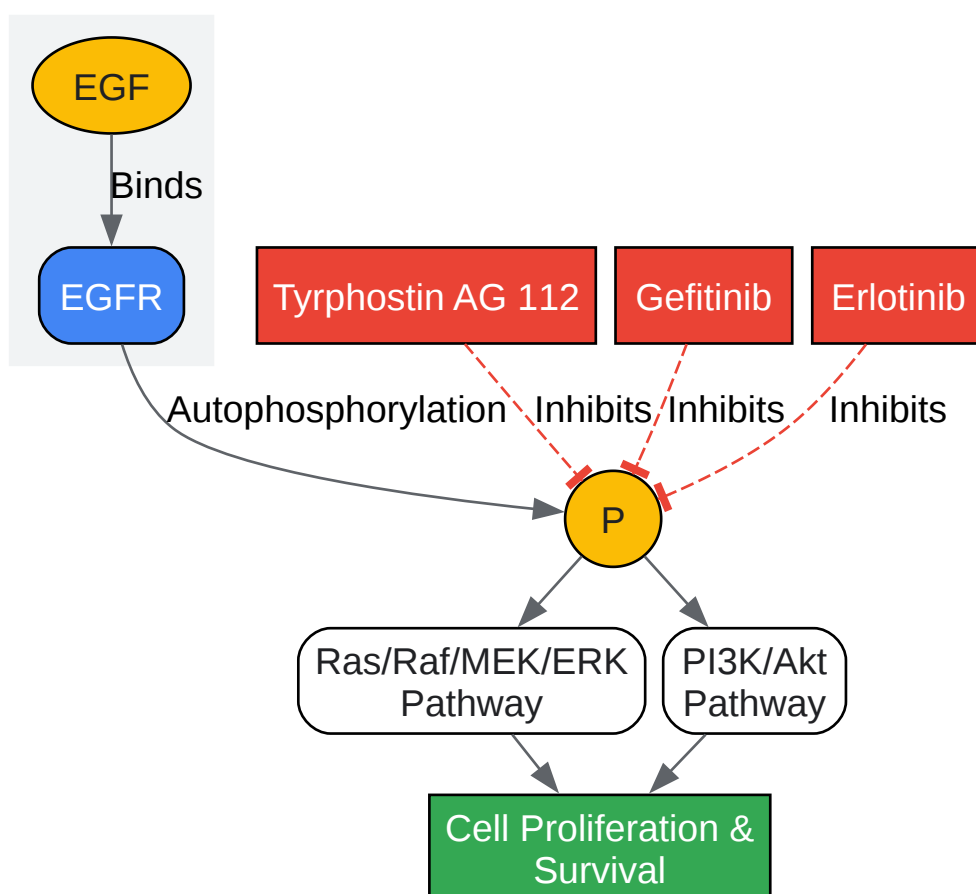 EGF
Binds
EGFR
Tyrphostin AG 112
Gefitinib
Erlotinib
Autophosphorylation
Inhibits
Inhibits
Inhibits
P
Ras/Raf/MEK/ERK
Pathway
PI3K/Akt
Pathway
Cell Proliferation &
Survival